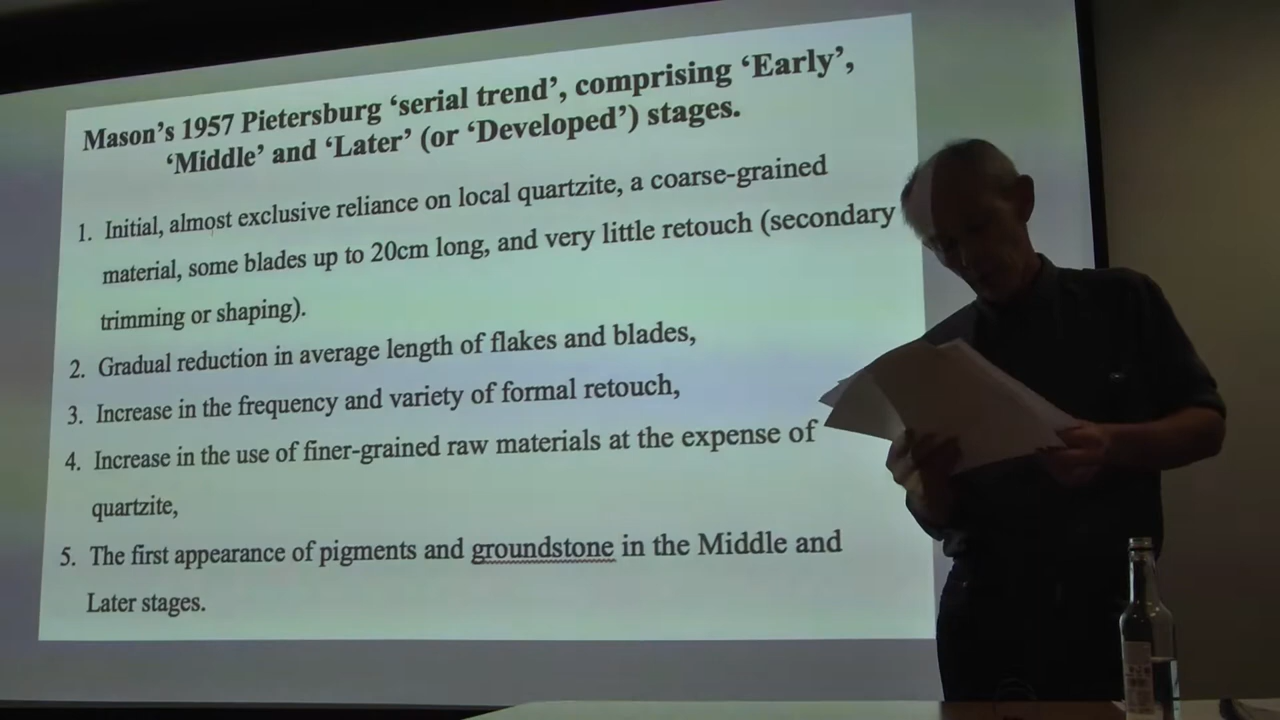 Mason’s 1957 Pietersburg ‘serial trend’, comprising ‘Early’,
‘Middle’ and ‘Later’ (or ‘Developed’) stages.
1. Initial, almost exclusive reliance on local quartzite, a coarse-grained
material, some blades up to 20cm long, and very little retouch (secondary
trimming or shaping).
2. Gradual reduction in average length of flakes and blades,
3. Increase in the frequency and variety of formal retouch,
4. Increase in the use of finer-grained raw materials at the expense of
quartzite,
5. The first appearance of pigments and groundstone in the Middle and
Later stages.